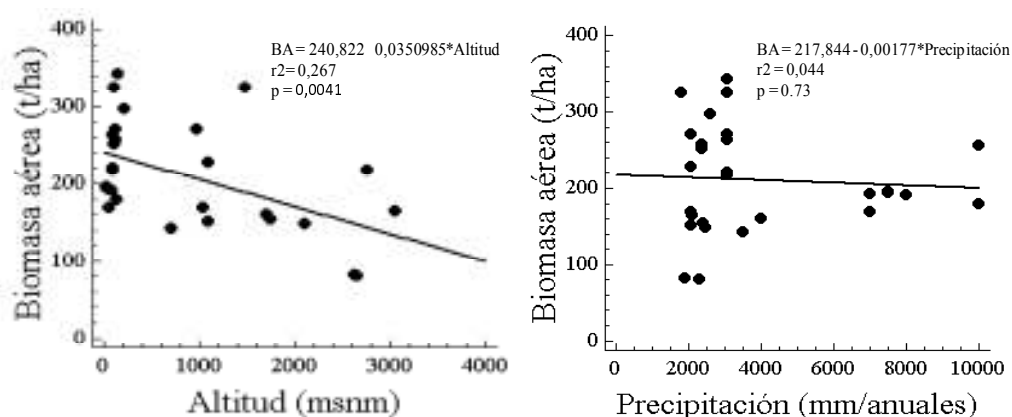 400
300
200
100
0
Biomasa aérea (t/ha)
BA = 240,822 0,0350985*Altitud
r2= 0,267
p = 0,0041
0 1000 2000 3000 4000
Altitud (msnm)
400
300
200
100
0
Biomasa aérea (t/ha)
BA = 217,844 - 0,00177*Precipitación
r2 = 0,044
p = 0.73
0 2000 4000 6000 8000 10000
Precipitación (mm/anuales)